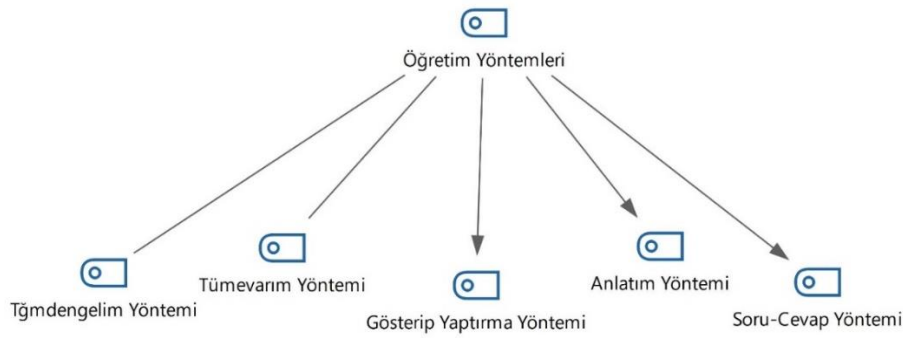 Öğretim Yöntemleri
Tğmdengelim Yöntemi
Tümevarım Yöntemi
Gösterip Yaptırma Yöntemi
Anlatım Yöntemi
Soru-Cevap Yöntemi